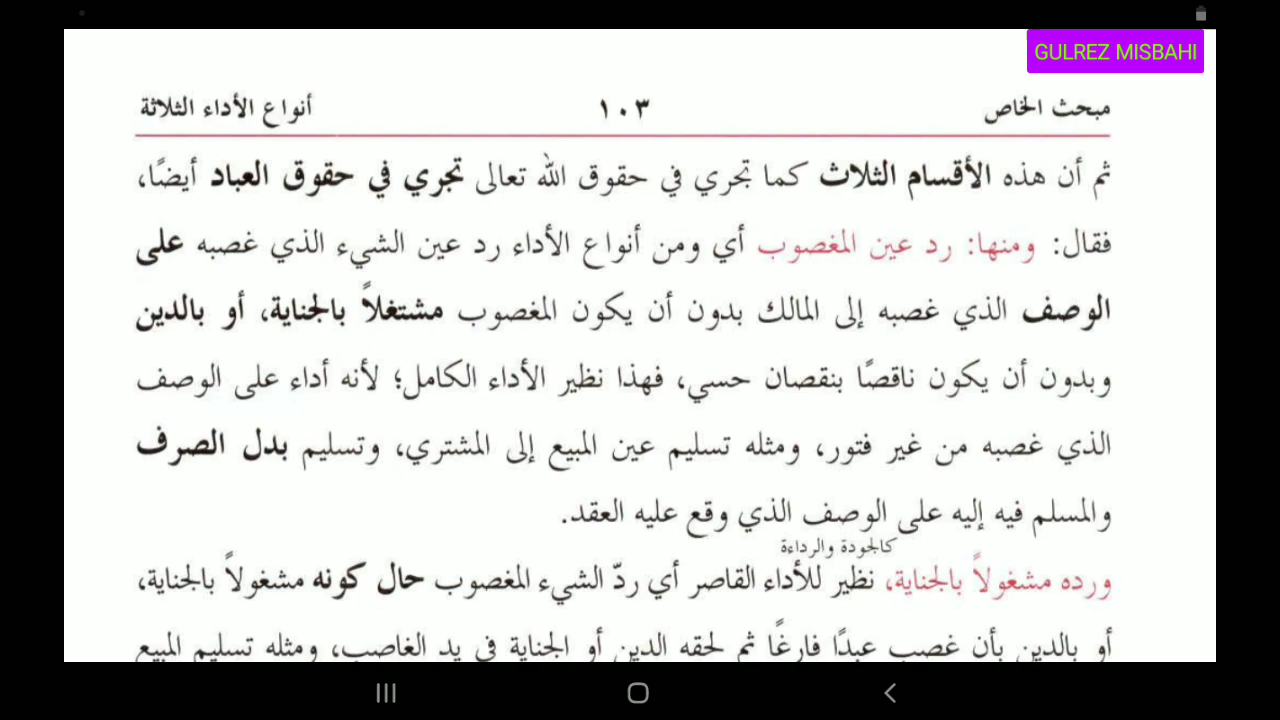 GULREZ MISBAHI
مبحث الخاص ١٠٣ أنواع الأداء الثلاثة
ثم أن هذه الأقسام الثلاث كما تجري في حقوق الله تعالى تجري في حقوق العباد أيضًا،
فقال: ومنها: رد عين المغصوب أي ومن أنواع الأداء رد عين الشيء الذي غصبه على
الوصف الذي غصبه إلى المالك بدون أن يكون المغصوب مشتغلاً بالجناية، أو بالدين
وبدون أن يكون ناقصًا بنقصان حسي، فهذا نظير الأداء الكامل؛ لأنه أداء على الوصف
الذي غصبه من غير فتور، ومثله تسليم عين المبيع إلى المشتري، وتسليم بدل الصرف
والمسلم فيه إليه على الوصف الذي وقع عليه العقد.
كالجودة والرداءة
ورده مشغولاً بالجناية، نظير للأداء القاصر أي ردّ الشيء المغصوب حال كونه مشغولاً بالجناية،
أو بالدين بأن غصب عبدًا فارغًا ثم لحقه الدين أو الجناية في يد الغاصب، ومثله تسليم المبيع